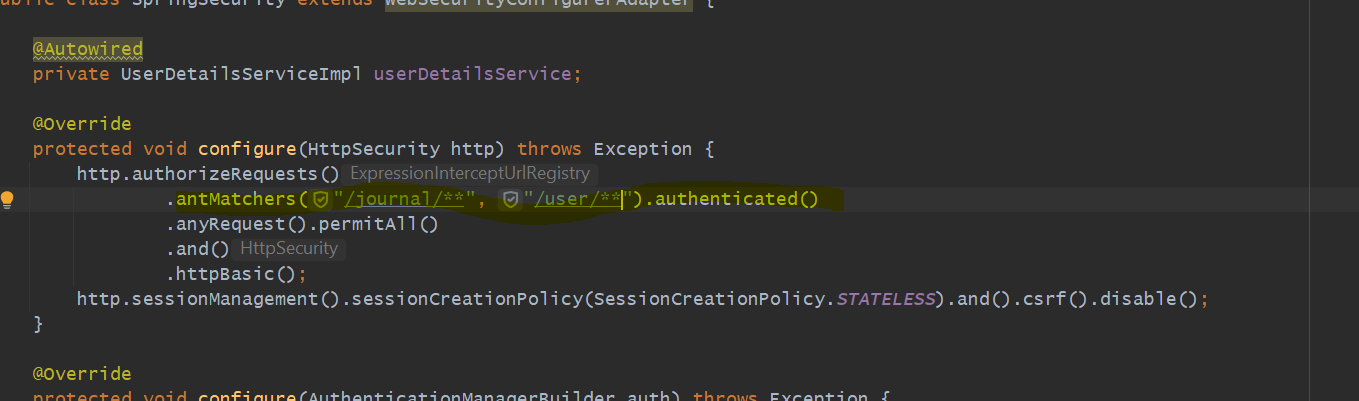 public class SpringSecurity extends WebSecurityConfigurerAdapter {
@Autowired
private UserDetailsServiceImpl userDetailsService;
@Override
protected void configure(HttpSecurity http) throws Exception {
http.authorizeRequests() ExpressionInterceptUrlRegistry
.antMatchers("/journal/**", "/user/**").authenticated()
.anyRequest().permitAll()
.and() HttpSecurity
.httpBasic();
http.sessionManagement().sessionCreationPolicy(SessionCreationPolicy.STATELESS).and().csrf().disable();
}
@Override
protected void configure(AuthenticationManagerBuilder auth) throws Exception {